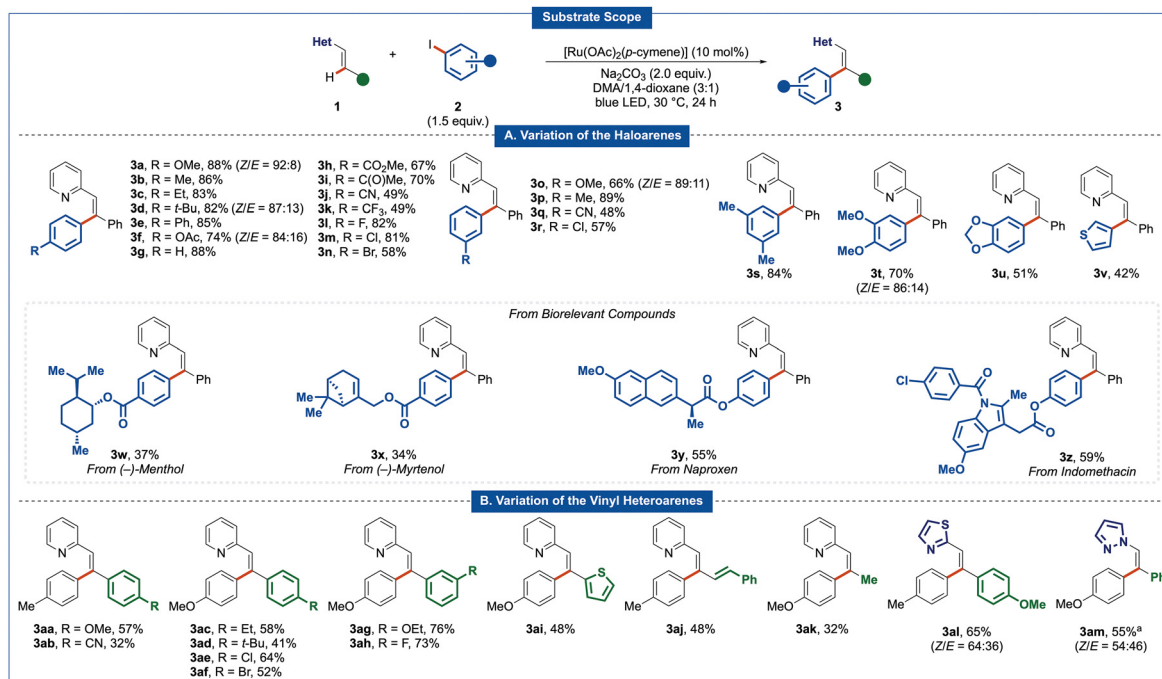 Substrate Scope
Het
H
1
+
I
2
(1.5 equiv.)
[Ru(OAc)2(p-cymene)] (10 mol%)
Na2CO3 (2.0 equiv.)
DMA/1,4-dioxane (3:1)
blue LED, 30 °C, 24 h
Het
3
A. Variation of the Haloarenes
N
Ph
R
3a, R = OMe, 88% (Z/E = 92:8)
3b, R = Me, 86%
3c, R = Et, 83%
3d, R = t-Bu, 82% (Z/E = 87:13)
3e, R = Ph, 85%
3f, R = OAc, 74% (Z/E = 84:16)
3g, R = H, 88%
3h, R = CO2Me, 67%
3i, R = C(O)Me, 70%
3j, R = CN, 49%
3k, R = CF3, 49%
3l, R = F, 82%
3m, R = Cl, 81%
3n, R = Br, 58%
N
Ph
R
3o, R = OMe, 66% (Z/E = 89:11)
3p, R = Me, 89%
3q, R = CN, 48%
3r, R = Cl, 57%
N
Me
Ph
Me
3s, 84%
N
MeO
Ph
MeO
3t, 70%
(Z/E = 86:14)
N
O
Ph
O
3u, 51%
N
S
Ph
3v, 42%
From Biorelevant Compounds
Me
Me
N
Ph
O
O
Me
3w, 37%
From (–)-Menthol
N
Ph
Me
Me
O
O
3x, 34%
From (–)-Myrtenol
N
MeO
O
Ph
O
Me
3y, 55%
From Naproxen
N
Cl
O
Ph
N
Me
O
O
MeO
3z, 59%
From Indomethacin
B. Variation of the Vinyl Heteroarenes
N
Me
R
3aa, R = OMe, 57%
3ab, R = CN, 32%
N
MeO
R
3ac, R = Et, 58%
3ad, R = t-Bu, 41%
3ae, R = Cl, 64%
3af, R = Br, 52%
N
R
MeO
3ag, R = OEt, 76%
3ah, R = F, 73%
N
S
MeO
3ai, 48%
N
Ph
Me
3aj, 48%
N
Me
MeO
3ak, 32%
S
N
Me
OMe
3al, 65%
(Z/E = 64:36)
N
N
Ph
MeO
3am, 55%a
(Z/E = 54:46)